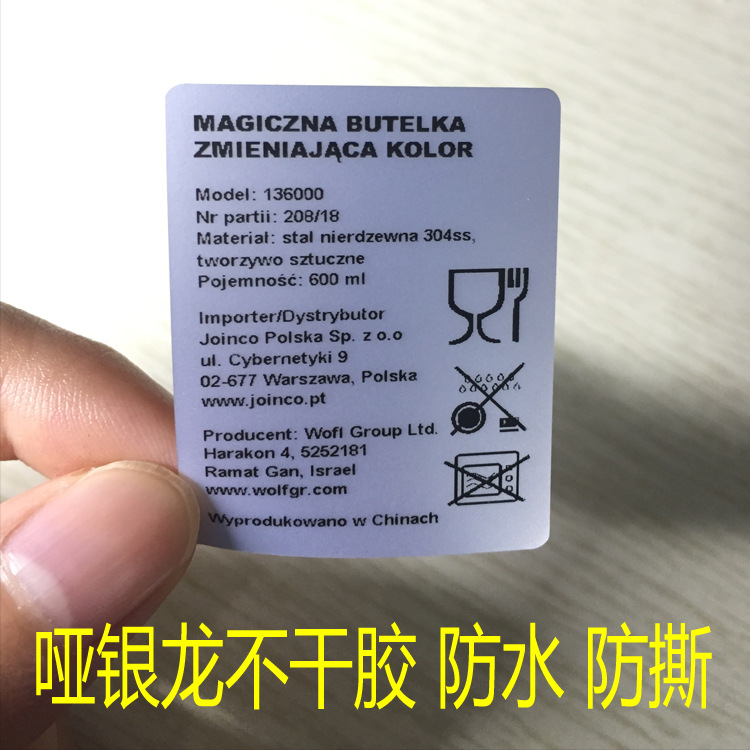 MAGICZNA BUTELKA
ZMIENIAJĄCA KOLOR
Model: 136000
Nr partii: 208/18
Materiał: stal nierdzewna 304ss,
tworzywo sztuczne
Pojemność: 600 ml
Importer/Dystrybutor
Joinco Polska Sp. z o.o
ul. Cybernetyki 9
02-677 Warszawa, Polska
www.joinco.pt
Producent: Wofl Group Ltd.
Harakon 4, 5252181
Ramat Gan, Israel
www.wolfgr.com
Wyprodukowano w Chinach
哑银龙不干胶 防水 防撕